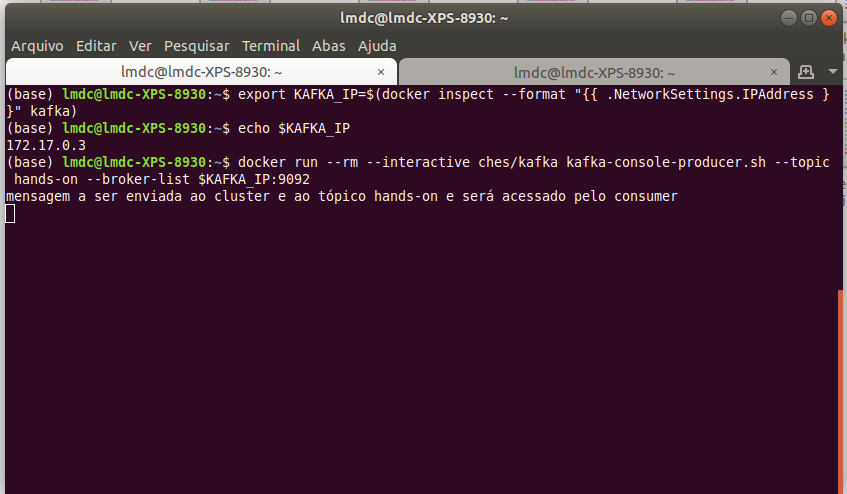 lmdc@lmdc-XPS-8930: ~
Arquivo Editar Ver Pesquisar Terminal Abas Ajuda
lmdc@lmdc-XPS-8930: ~ × lmdc@lmdc-XPS-8930: ~ ×
(base) lmdc@lmdc-XPS-8930:~$ export KAFKA_IP=$(docker inspect --format "{{ .NetworkSettings.IPAddress }
}" kafka)
(base) lmdc@lmdc-XPS-8930:~$ echo $KAFKA_IP
172.17.0.3
(base) lmdc@lmdc-XPS-8930:~$ docker run --rm --interactive ches/kafka kafka-console-producer.sh --topic
hands-on --broker-list $KAFKA_IP:9092
mensagem a ser enviada ao cluster e ao tópico hands-on e será acessado pelo consumer